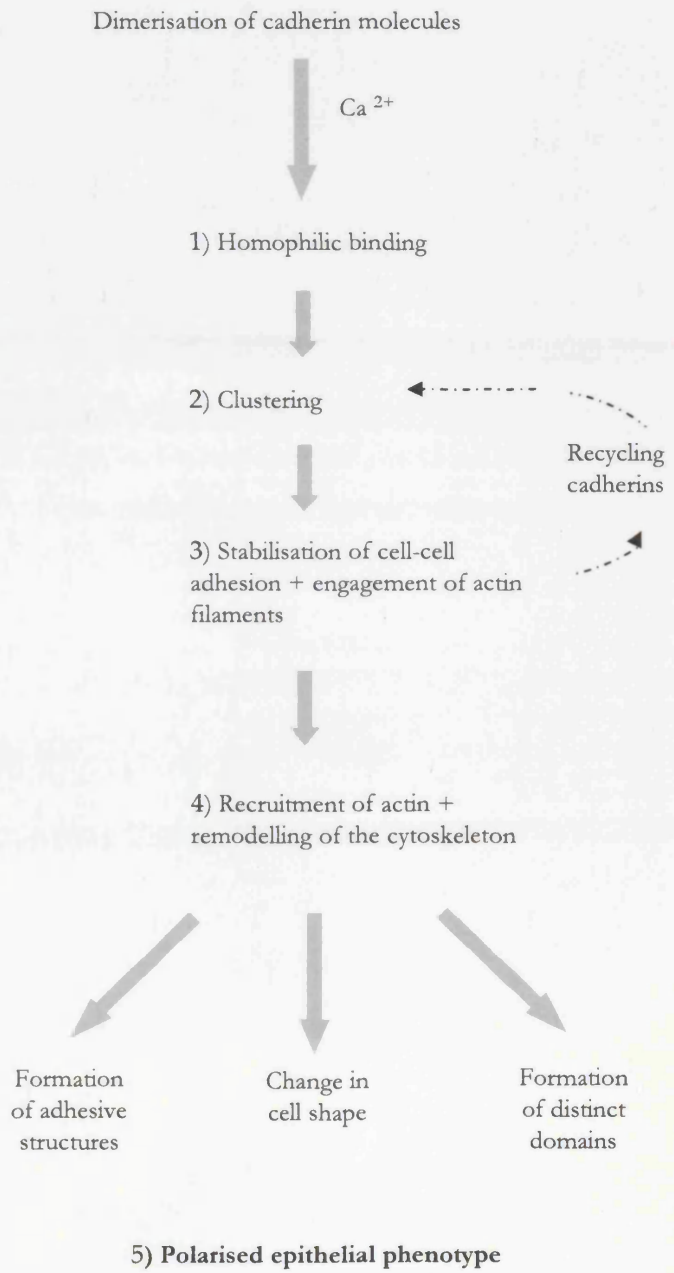 Dimerisation of cadherin molecules
Ca 2+
1) Homophilic binding
2) Clustering
Recycling
cadherins
3) Stabilisation of cell-cell
adhesion + engagement of actin
filaments
4) Recruitment of actin +
remodelling of the cytoskeleton
Formation
of adhesive
structures
Change in
cell shape
Formation
of distinct
domains
5) Polarised epithelial phenotype